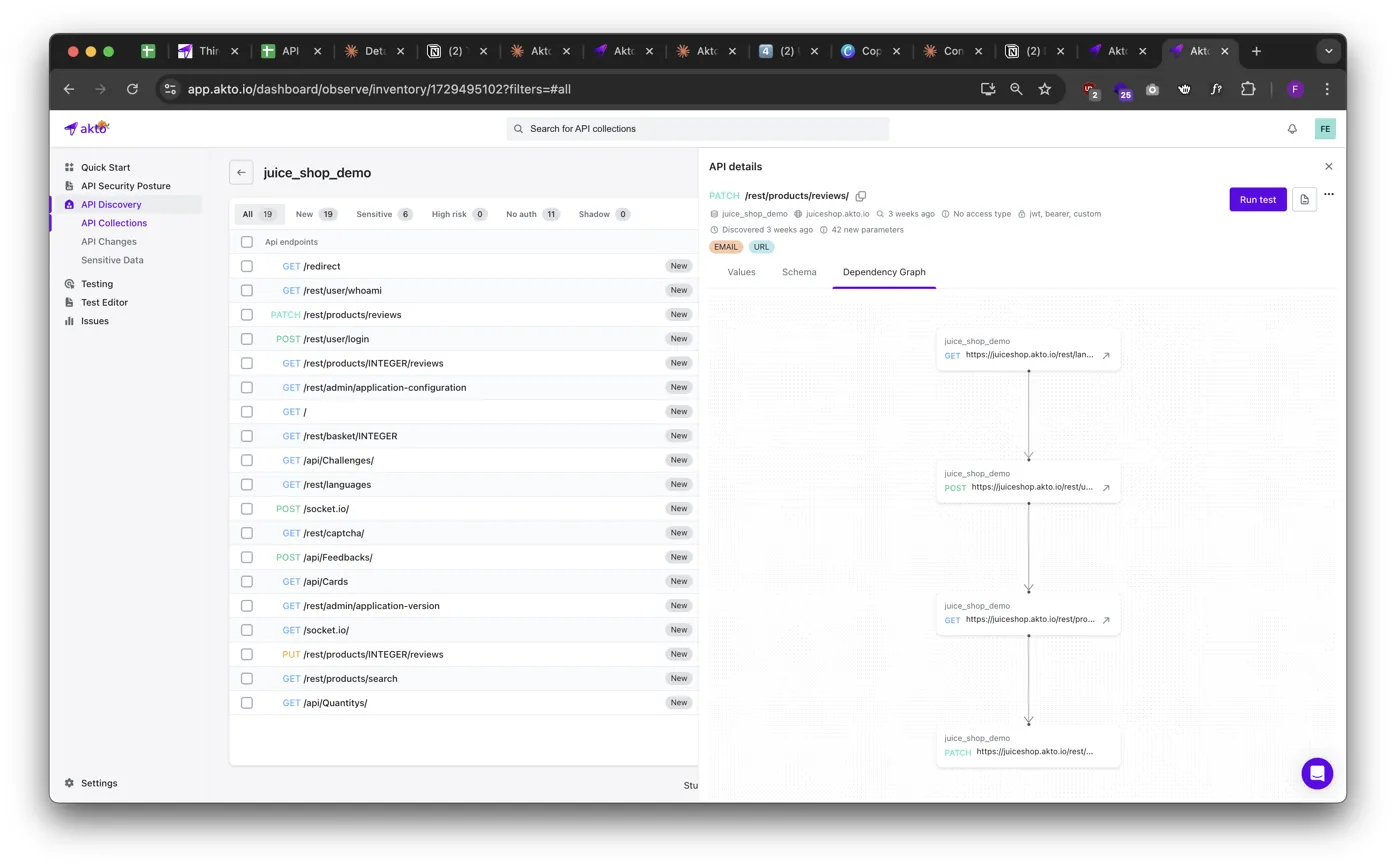 Thir
API
Deta
(2)
Akto
Akto
Akto
(2)
Cop
Con
(2)
Akto
Akto
app.akto.io/dashboard/observe/inventory/1729495102?filters=#all
2
25
f?
F
akto
Search for API collections
FE
Quick Start
API Security Posture
API Discovery
API Collections
API Changes
Sensitive Data
Testing
Test Editor
Issues
Settings
juice_shop_demo
All 19 New 19 Sensitive 6 High risk 0 No auth 11 Shadow 0
Api endpoints
GET /redirect New
GET /rest/user/whoami New
PATCH /rest/products/reviews New
POST /rest/user/login New
GET /rest/products/INTEGER/reviews New
GET /rest/admin/application-configuration New
GET / New
GET /rest/basket/INTEGER New
GET /api/Challenges/ New
GET /rest/languages New
POST /socket.io/ New
GET /rest/captcha/ New
POST /api/Feedbacks/ New
GET /api/Cards New
GET /rest/admin/application-version New
GET /socket.io/ New
PUT /rest/products/INTEGER/reviews New
GET /rest/products/search New
GET /api/Quantitys/ New
Stu
API details
PATCH /rest/products/reviews/
Run test
juice_shop_demo juiceshop.akto.io 3 weeks ago No access type jwt, bearer, custom
Discovered 3 weeks ago 42 new parameters
EMAIL URL
Values Schema Dependency Graph
juice_shop_demo
GET https://juiceshop.akto.io/rest/lan...
juice_shop_demo
POST https://juiceshop.akto.io/rest/u...
juice_shop_demo
GET https://juiceshop.akto.io/rest/pro...
juice_shop_demo
PATCH https://juiceshop.akto.io/rest/...